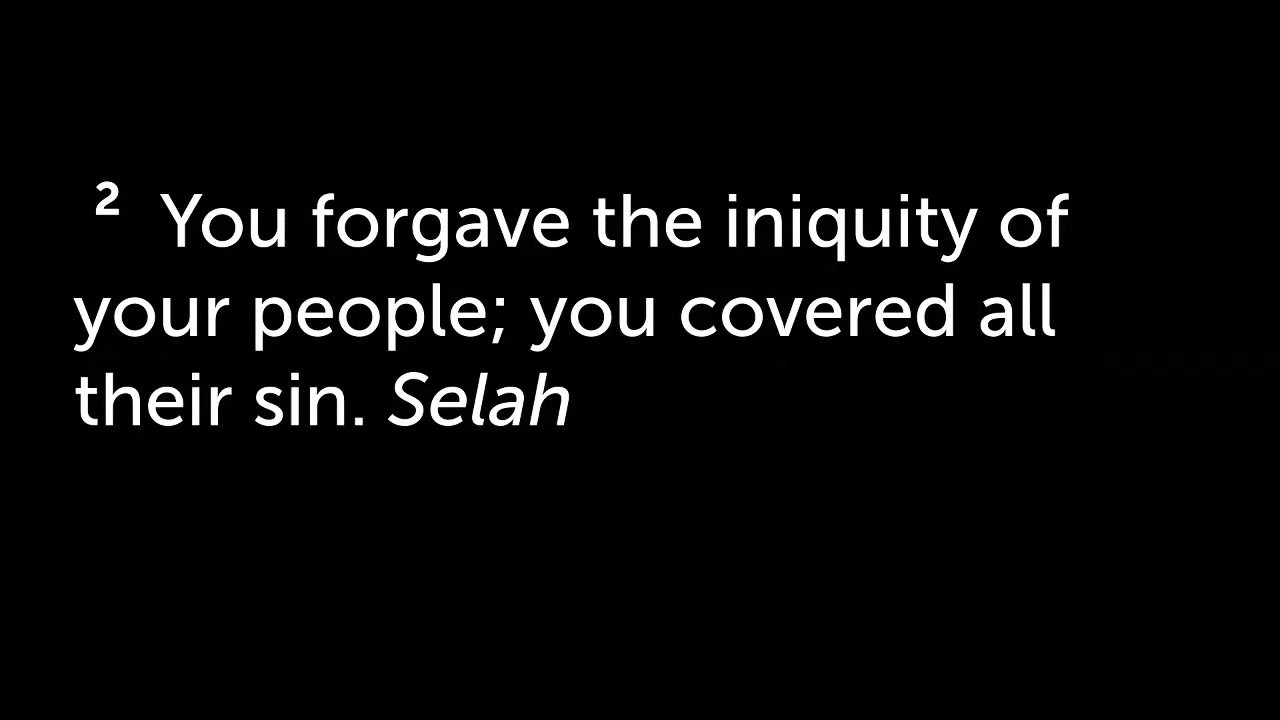 ² You forgave the iniquity of
your people; you covered all
their sin. Selah